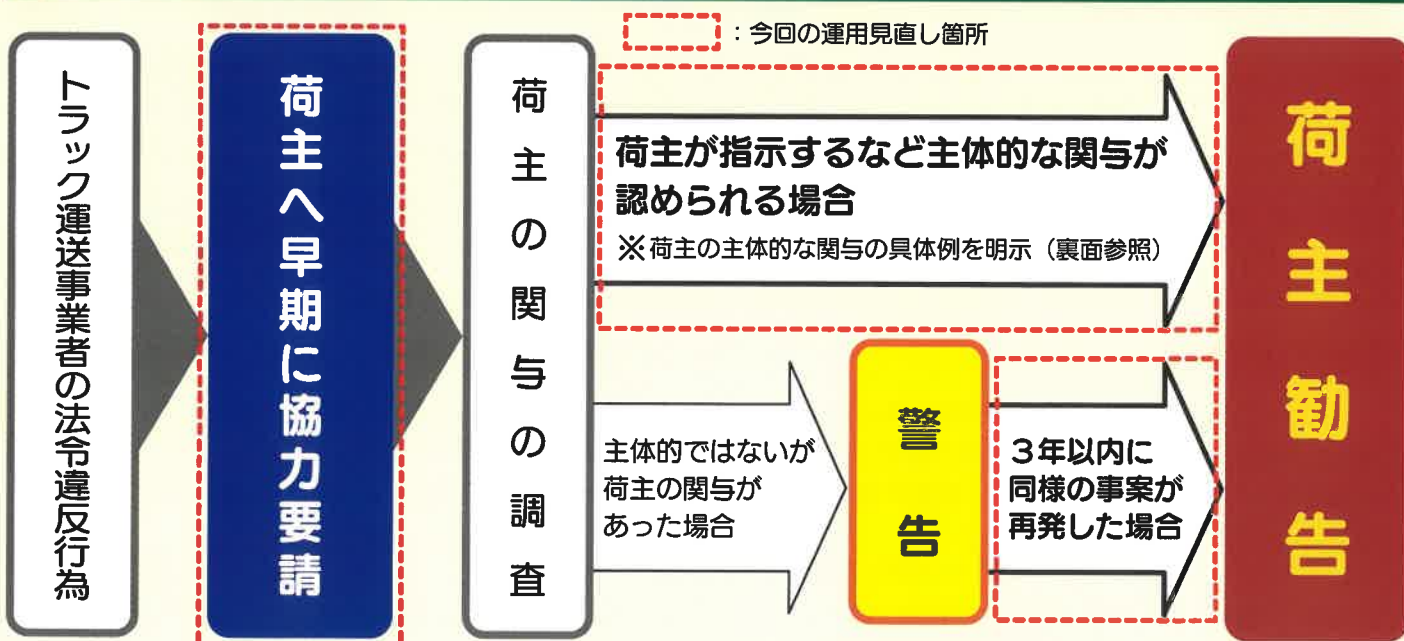 ：今回の運用見直し箇所
トラック運送事業者の法令違反行為
荷主へ早期に協力要請
荷主の関与の調査
荷主が指示するなど主体的な関与が
認められる場合
※荷主の主体的な関与の具体例を明示（裏面参照）
主体的ではないが
荷主の関与が
あった場合
警告
３年以内に
同様の事案が
再発した場合
荷主勧告